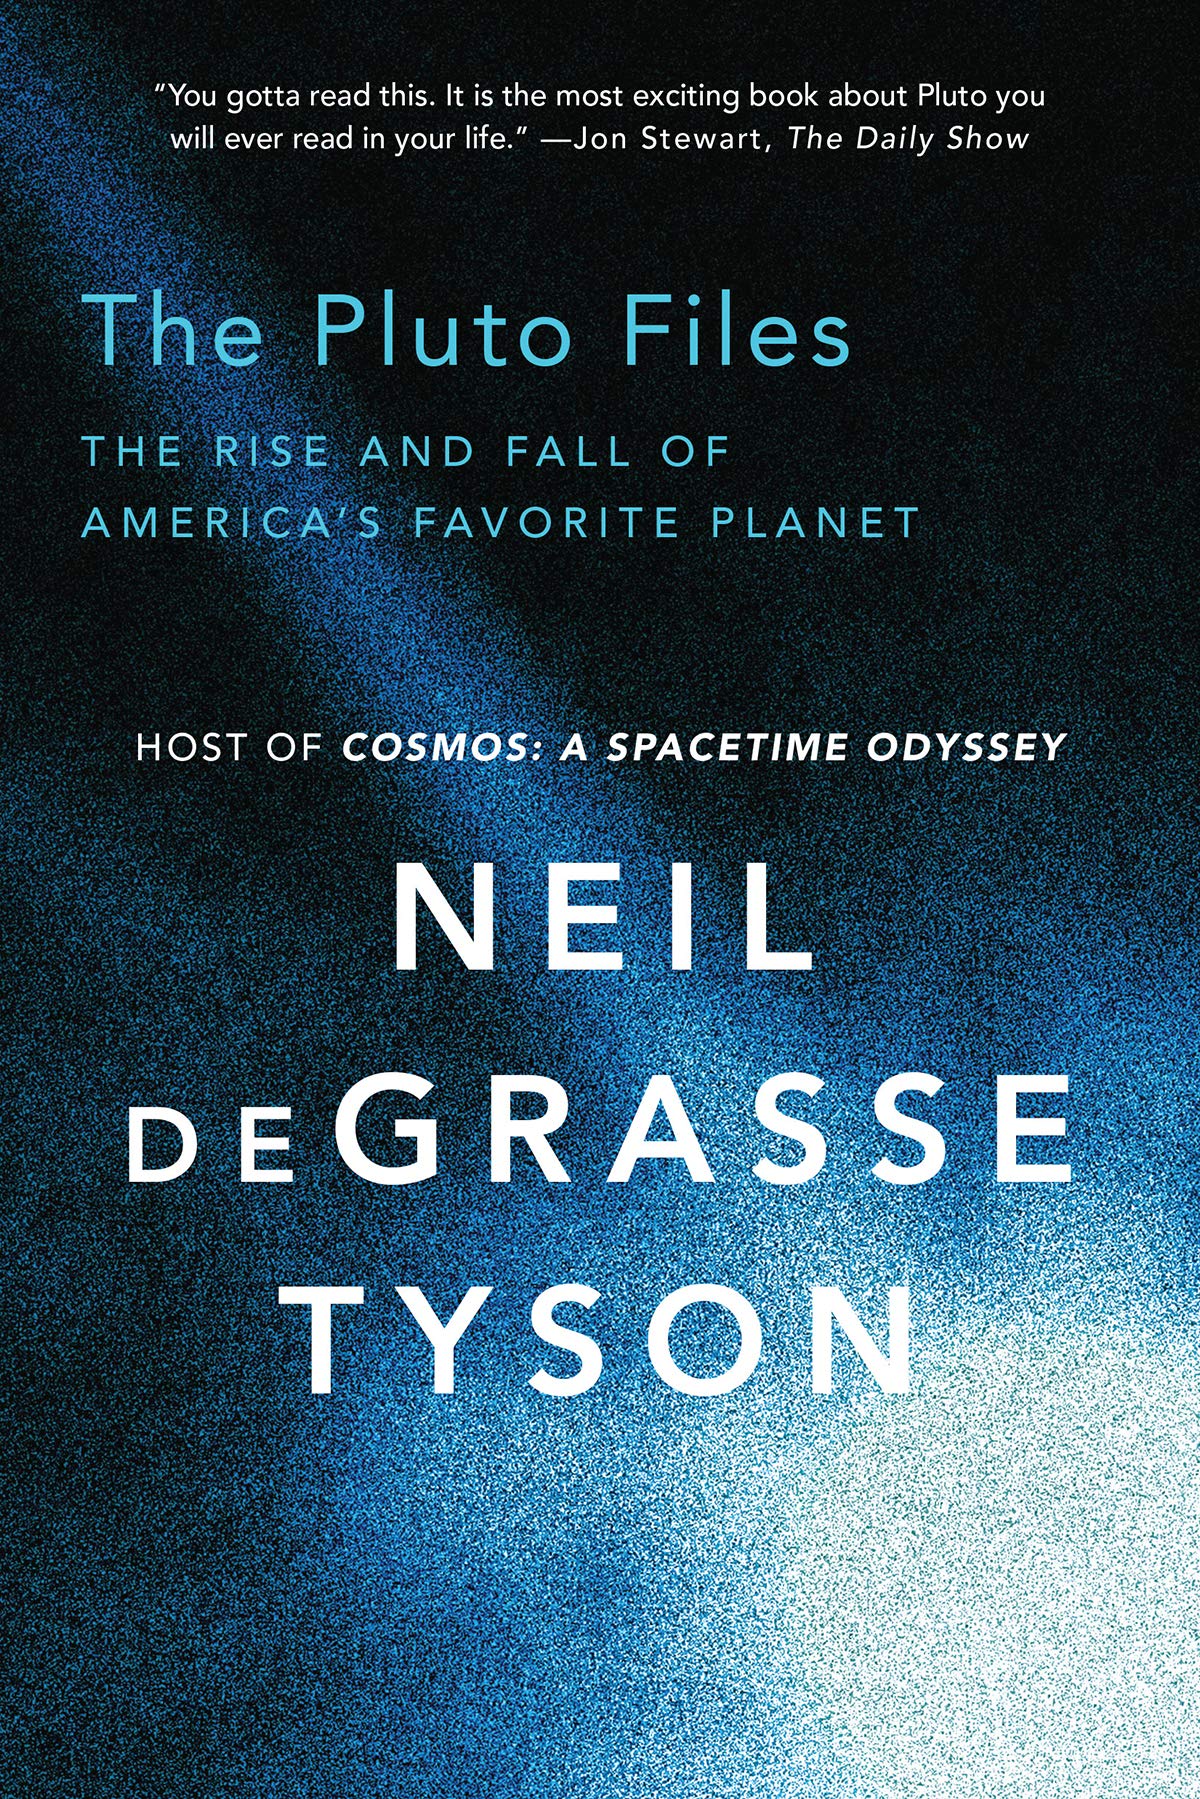 “You gotta read this. It is the most exciting book about Pluto you
will ever read in your life.” —Jon Stewart, The Daily Show
The Pluto Files
THE RISE AND FALL OF
AMERICA’S FAVORITE PLANET
HOST OF COSMOS: A SPACETIME ODYSSEY
NEIL
DEGRASSE
TYSON